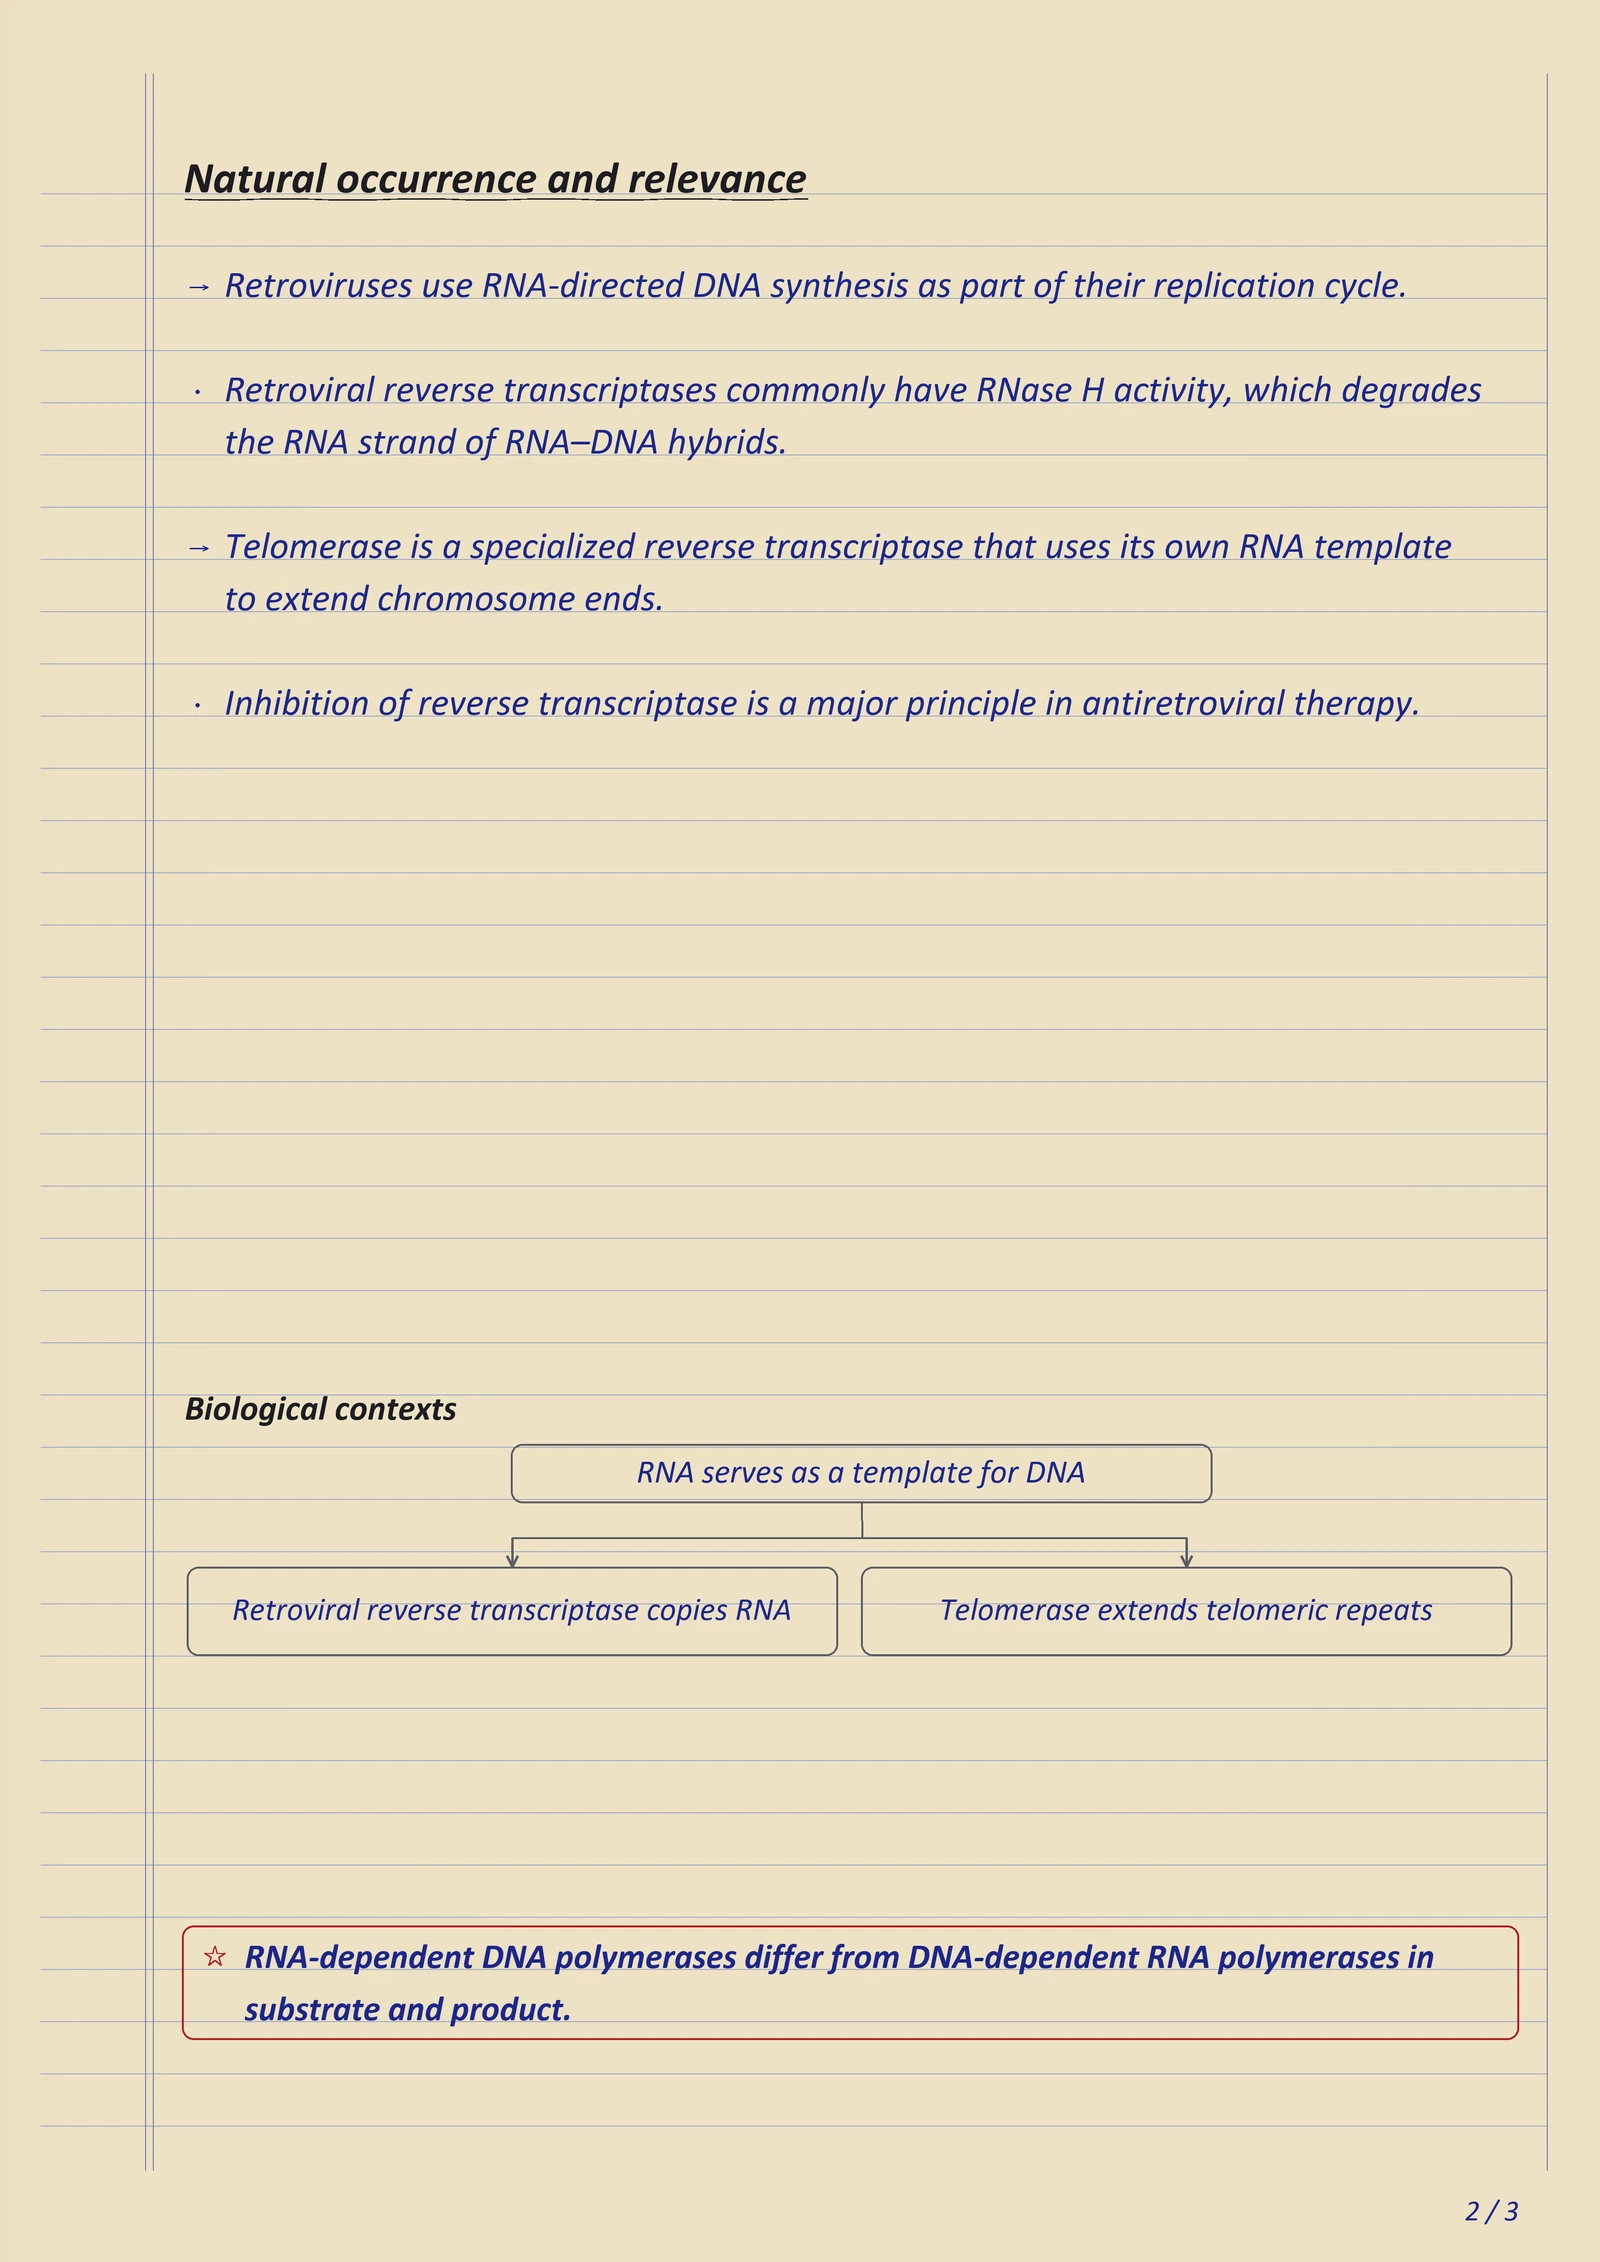 Natural occurrence and relevance
→ Retroviruses use RNA-directed DNA synthesis as part of their replication cycle.
· Retroviral reverse transcriptases commonly have RNase H activity, which degrades
the RNA strand of RNA–DNA hybrids.
→ Telomerase is a specialized reverse transcriptase that uses its own RNA template
to extend chromosome ends.
· Inhibition of reverse transcriptase is a major principle in antiretroviral therapy.
Biological contexts
RNA serves as a template for DNA
Retroviral reverse transcriptase copies RNA
Telomerase extends telomeric repeats
☆ RNA-dependent DNA polymerases differ from DNA-dependent RNA polymerases in
substrate and product.
2 / 3